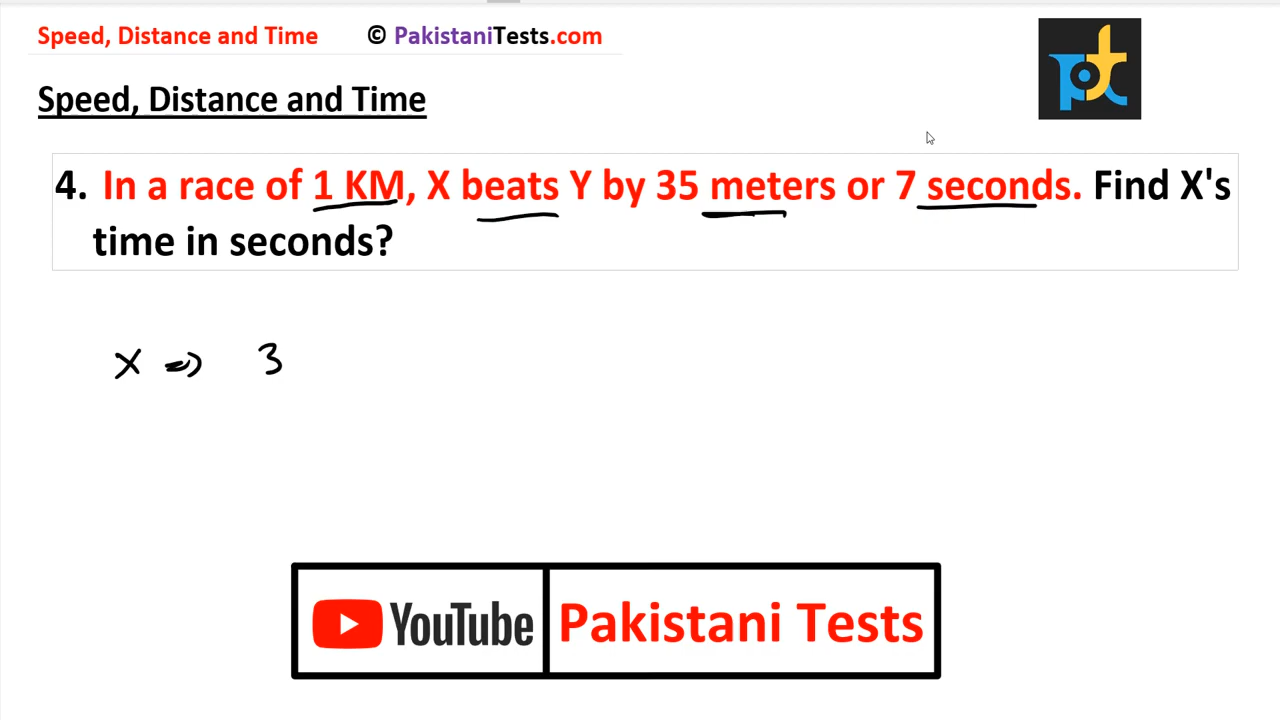 Speed, Distance and Time © PakistaniTests.com
pt
Speed, Distance and Time
4. In a race of 1 KM, X beats Y by 35 meters or 7 seconds. Find X's
time in seconds?
X ⇒ 3
YouTube Pakistani Tests